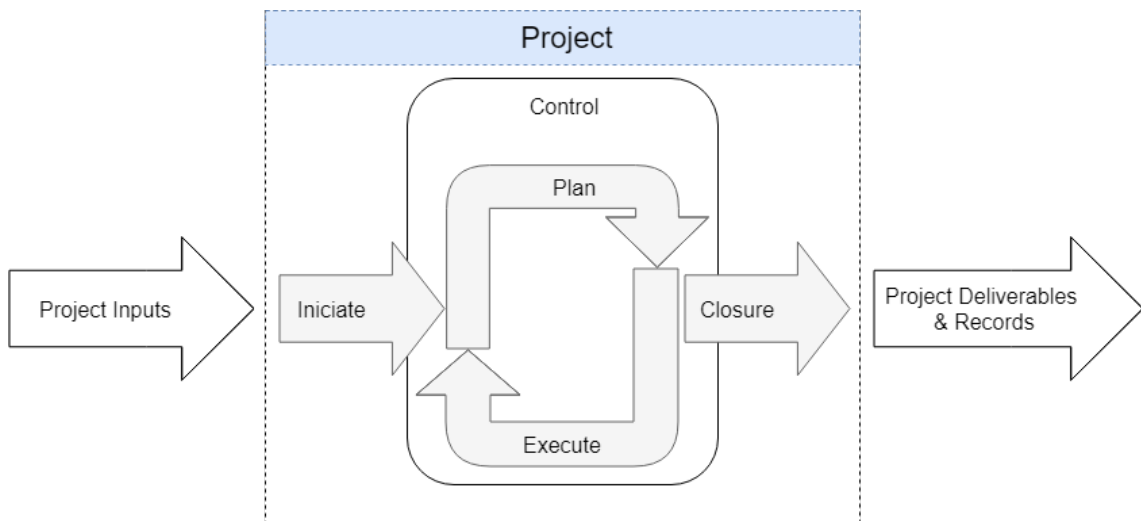 Project
Control
Plan
Project Inputs
Iniciate
Closure
Project Deliverables
& Records
Execute